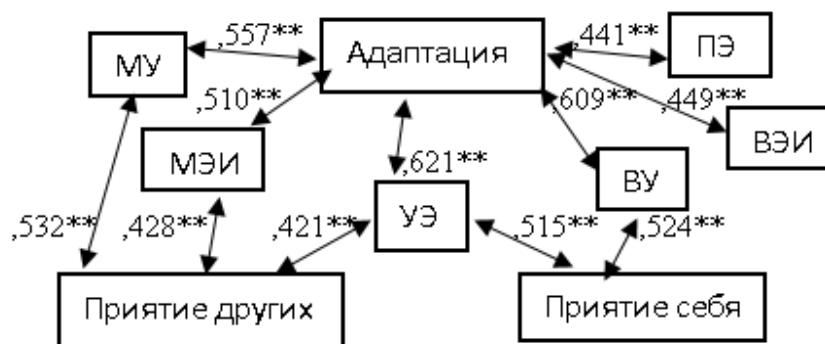 ,557**
Адаптация
,441**
ПЭ
МУ
,510**
,609**
,449**
ВЭИ
МЭИ
,621**
ВУ
,532**
,428**
,421**
УЭ
,515**
,524**
Приятие других
Приятие себя